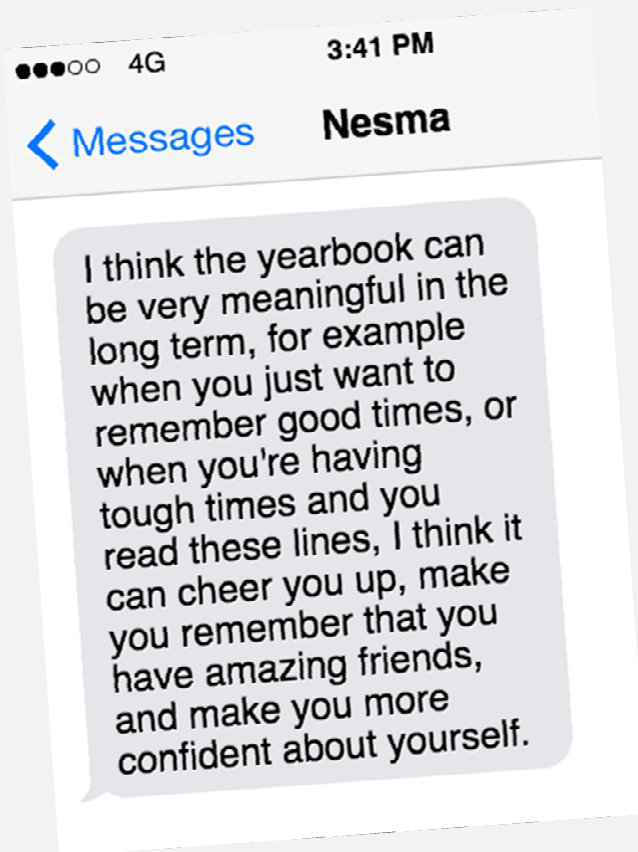 4G 3:41 PM
Messages Nesma
I think the yearbook can
be very meaningful in the
long term, for example
when you just want to
remember good times, or
when you're having
tough times and you
read these lines, I think it
can cheer you up, make
you remember that you
have amazing friends,
and make you more
confident about yourself.